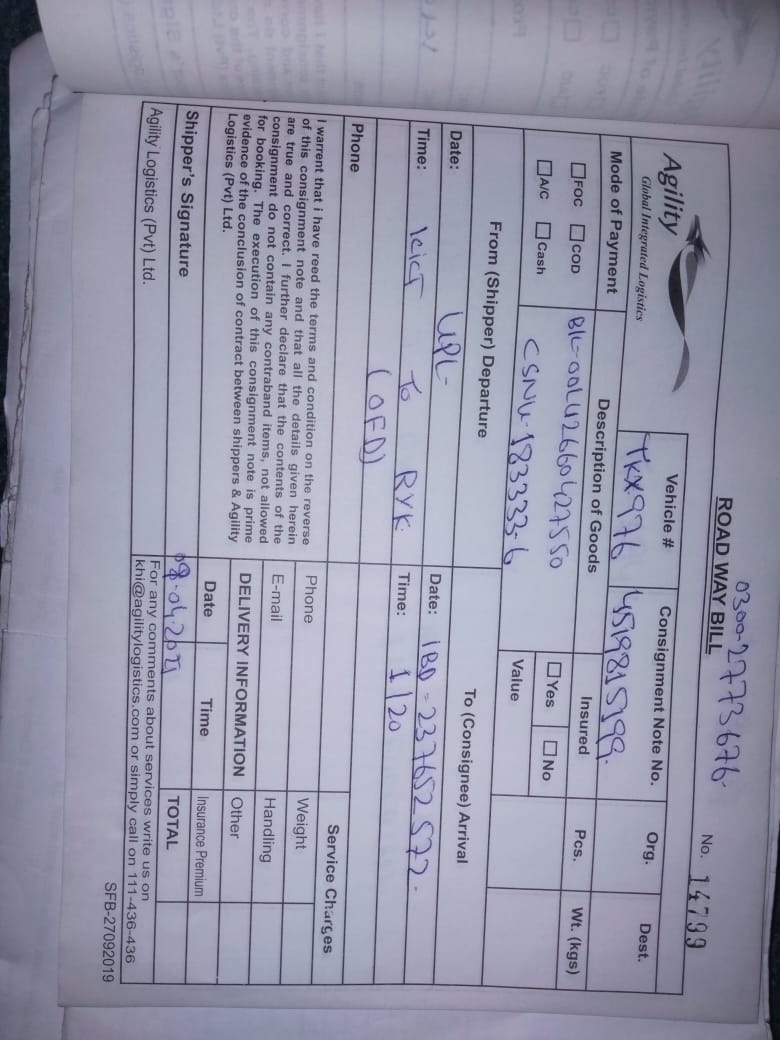 0300-2773676
ROAD WAY BILL
No. 14799
Agility
Global Integrated Logistics
Vehicle #
Consignment Note No.
Org.
Dest.
TKX976
4519815199.
Mode of Payment
Description of Goods
Insured
Pcs.
Wt. (kgs)
FOC COD
BK-00LU2660427550
Yes No
A/C Cash
CSNU-183333-6
Value
From (Shipper) Departure
To (Consignee) Arrival
Date: UPL-
Date: IBD-237652572.
Time: KICT To RYK
Time: 1/20
(OFD)
Phone
Service Charges
I warrent that i have reed the terms and condition on the reverse
of this consignment note and that all the details given herein
are true and correct. I further declare that the contents of the
consignment do not contain any contraband items, not allowed
for booking. The execution of this consignment note is prime
evidence of the conclusion of contract between shippers & Agility
Logistics (Pvt) Ltd.
Phone
Weight
E-mail
Handling
DELIVERY INFORMATION
Other
Date Time
Insurance Premium
Shipper's Signature
TOTAL
Agility Logistics (Pvt) Ltd.
For any comments about services write us on
khi@agilitylogistics.com or simply call on 111-436-436
SFB-27092019